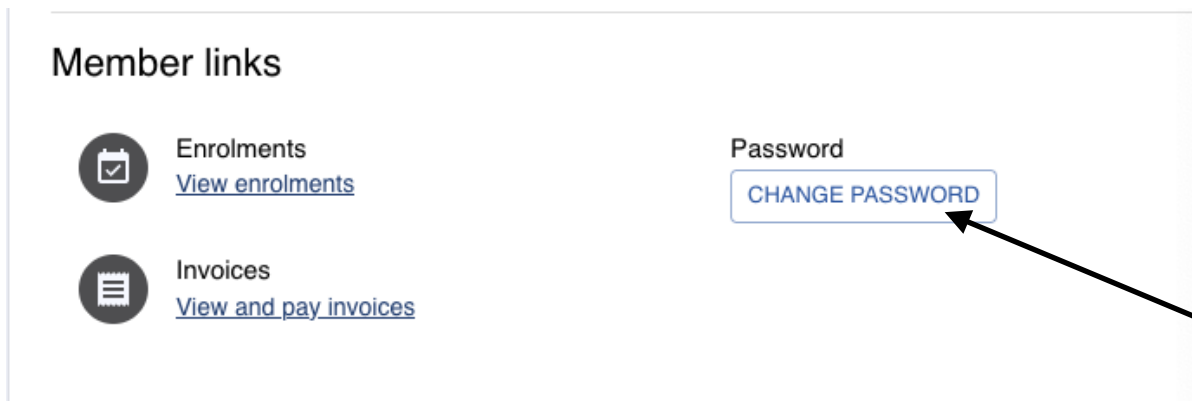 Member links
Enrolments
View enrolments
Password
CHANGE PASSWORD
Invoices
View and pay invoices